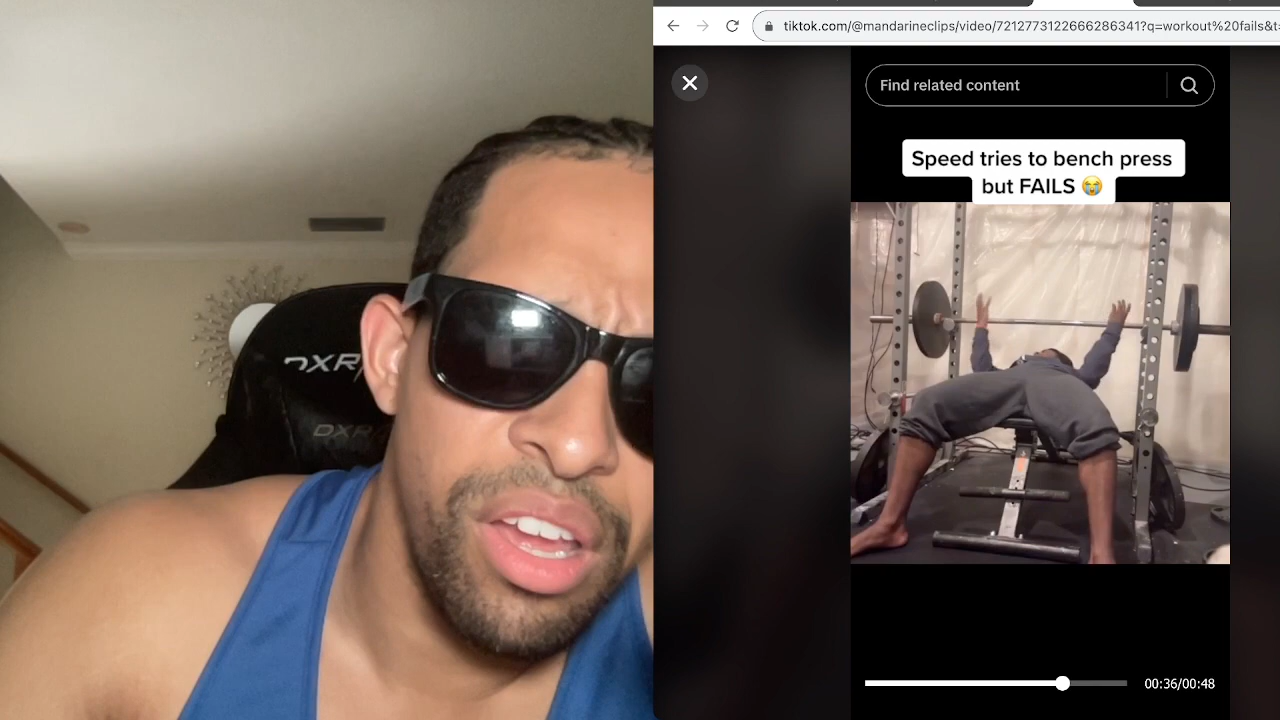 DXR
DXR
tiktok.com/@mandarineclips/video/7212773122666286341?q=workout%20fails&t=
Find related content
Speed tries to bench press
but FAILS 😭
00:36/00:48